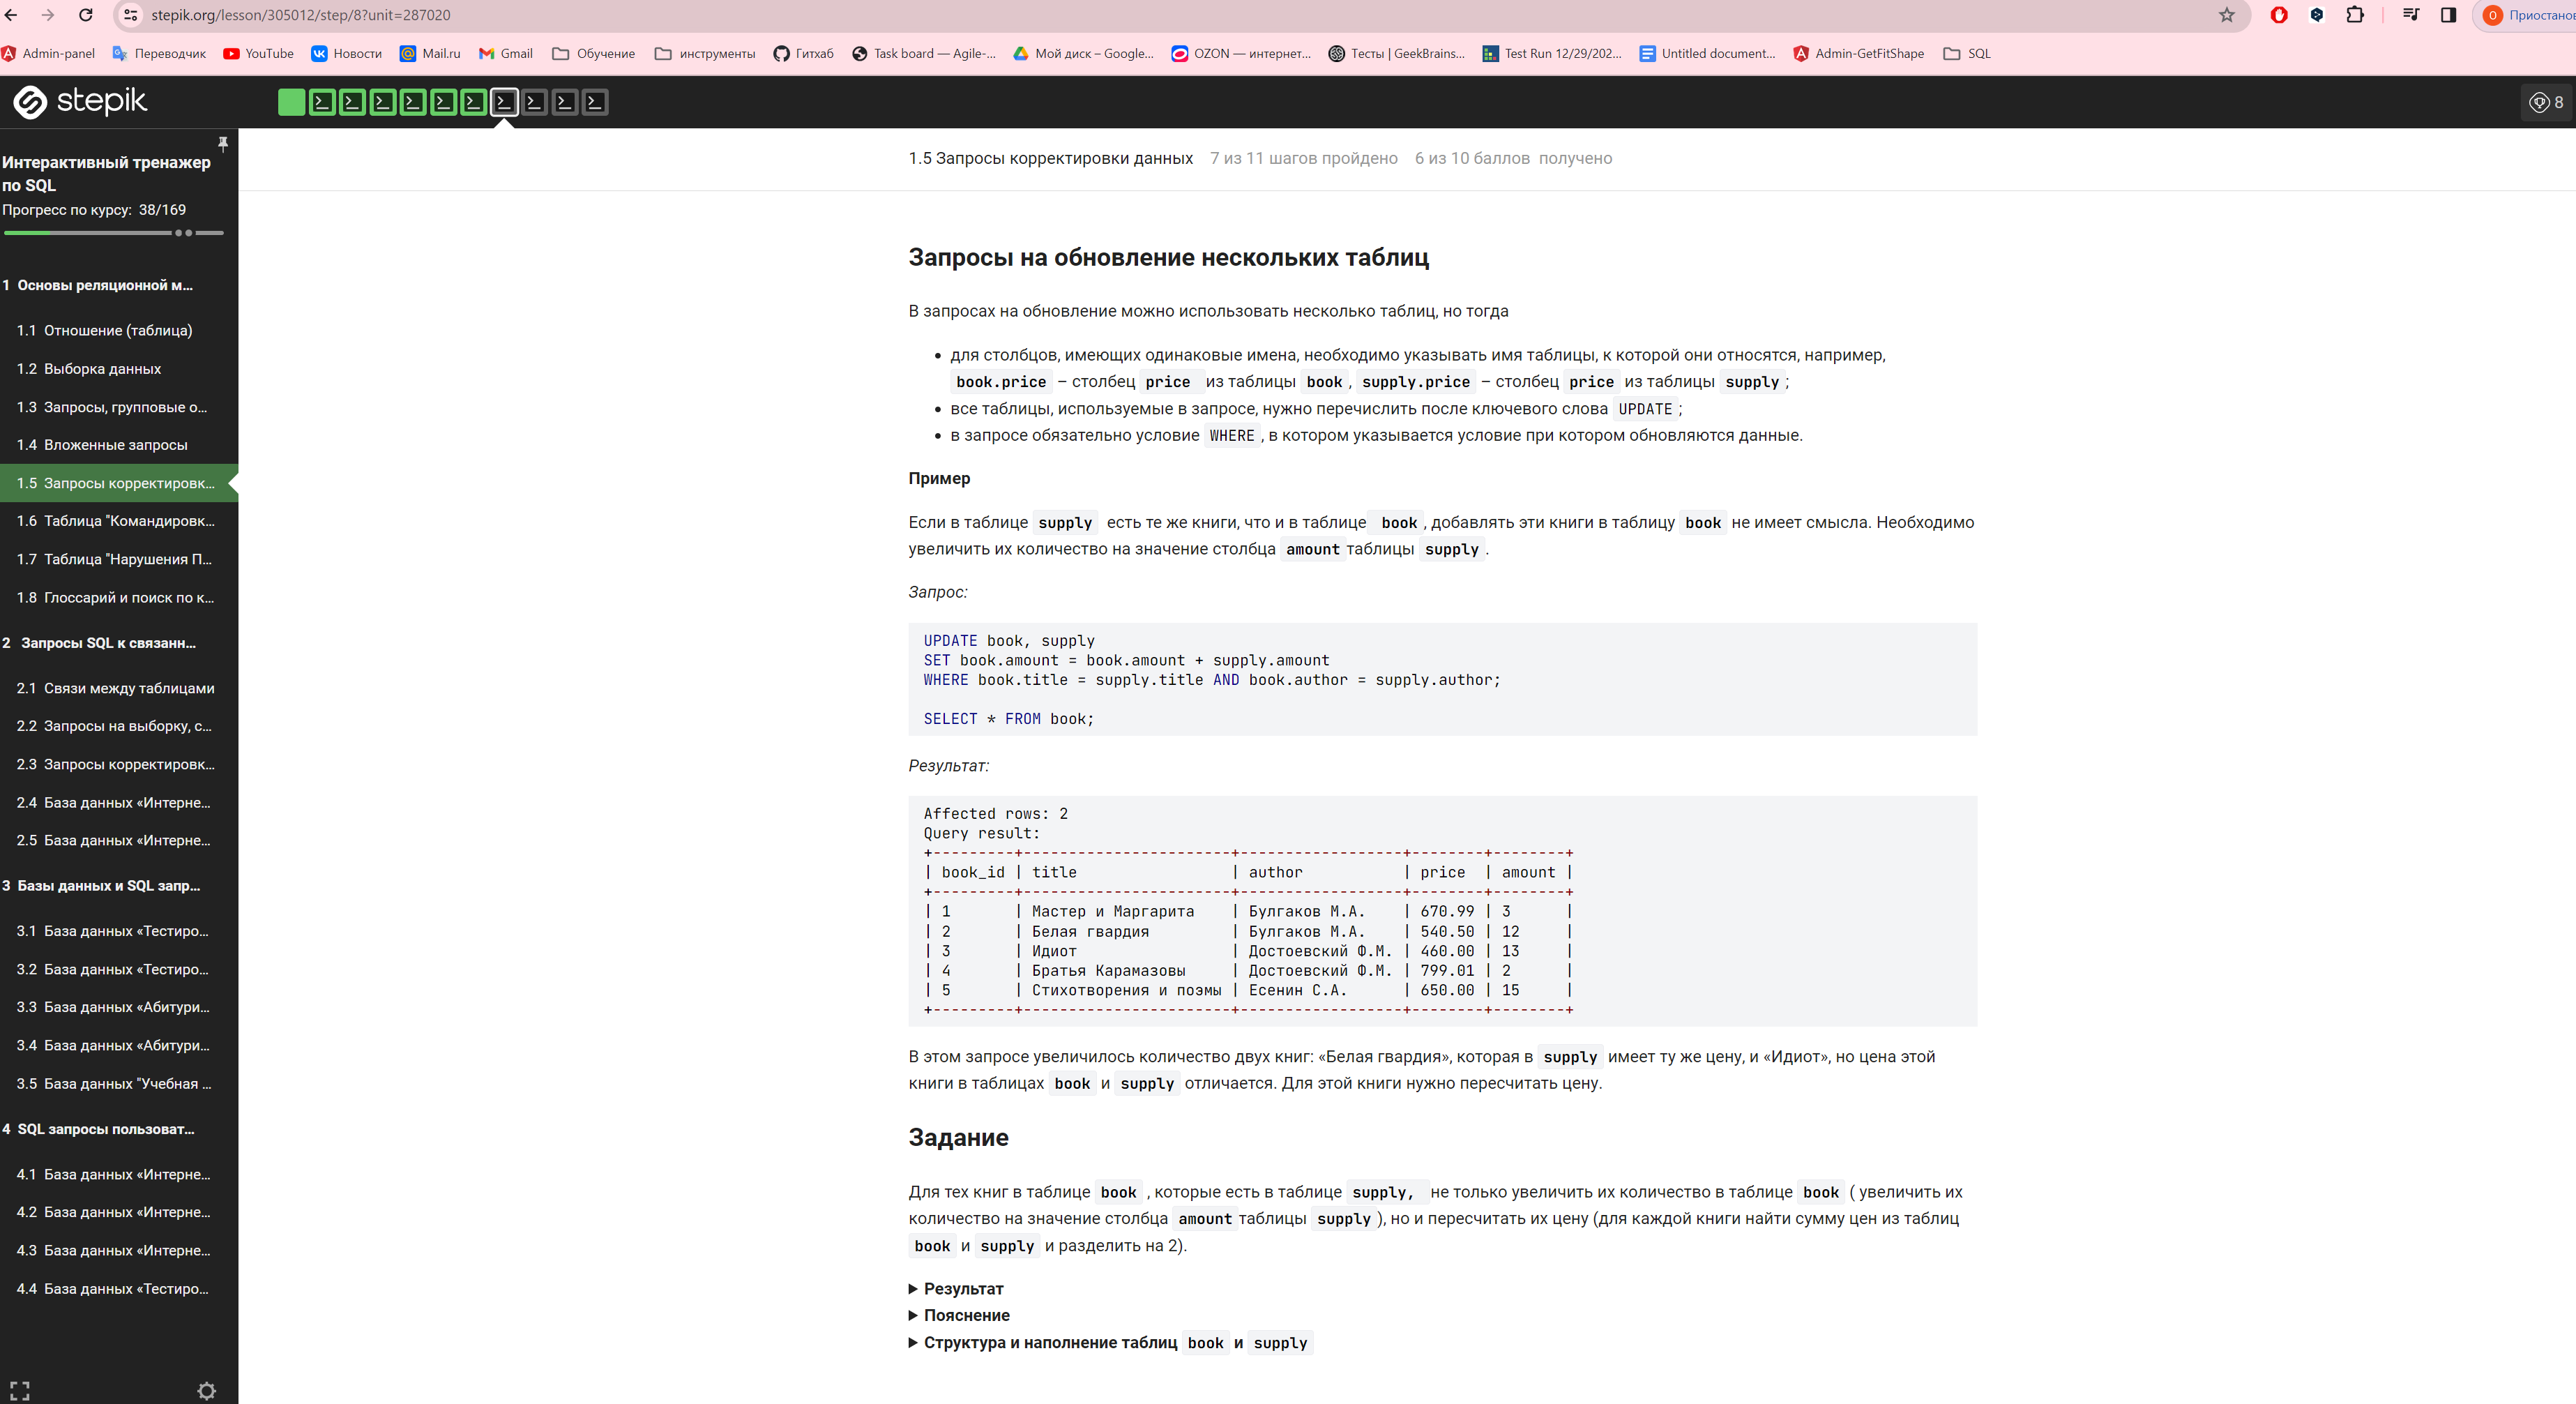 stepik.org/lesson/305012/step/8?unit=287020
О Приостанов
Admin-panel Переводчик YouTube Новости Mail.ru Gmail Обучение инструменты Гитхаб Task board — Agile-... Мой диск – Google... OZON — интернет... Тесты | GeekBrains... Test Run 12/29/202... Untitled document... Admin-GetFitShape SQL
stepik
8
Интерактивный тренажер
по SQL
Прогресс по курсу: 38/169
1 Основы реляционной м...
1.1 Отношение (таблица)
1.2 Выборка данных
1.3 Запросы, групповые о...
1.4 Вложенные запросы
1.5 Запросы корректировк...
1.6 Таблица "Командировк...
1.7 Таблица "Нарушения П...
1.8 Глоссарий и поиск по к...
2 Запросы SQL к связанн...
2.1 Связи между таблицами
2.2 Запросы на выборку, с...
2.3 Запросы корректировк...
2.4 База данных «Интерне...
2.5 База данных «Интерне...
3 Базы данных и SQL запр...
3.1 База данных «Тестиро...
3.2 База данных «Тестиро...
3.3 База данных «Абитури...
3.4 База данных «Абитури...
3.5 База данных "Учебная ...
4 SQL запросы пользоват...
4.1 База данных «Интерне...
4.2 База данных «Интерне...
4.3 База данных «Интерне...
4.4 База данных «Тестиро...
1.5 Запросы корректировки данных 7 из 11 шагов пройдено 6 из 10 баллов получено
Запросы на обновление нескольких таблиц
В запросах на обновление можно использовать несколько таблиц, но тогда
• для столбцов, имеющих одинаковые имена, необходимо указывать имя таблицы, к которой они относятся, например,
book.price – столбец price из таблицы book, supply.price – столбец price из таблицы supply;
• все таблицы, используемые в запросе, нужно перечислить после ключевого слова UPDATE;
• в запросе обязательно условие WHERE, в котором указывается условие при котором обновляются данные.
Пример
Если в таблице supply есть те же книги, что и в таблице book, добавлять эти книги в таблицу book не имеет смысла. Необходимо
увеличить их количество на значение столбца amount таблицы supply.
Запрос:
UPDATE book, supply
SET book.amount = book.amount + supply.amount
WHERE book.title = supply.title AND book.author = supply.author;
SELECT * FROM book;
Результат:
Affected rows: 2
Query result:
+---------+-----------------------+------------------+--------+--------+
| book_id | title                 | author           | price  | amount |
+---------+-----------------------+------------------+--------+--------+
| 1       | Мастер и Маргарита    | Булгаков М.А.    | 670.99 | 3      |
| 2       | Белая гвардия         | Булгаков М.А.    | 540.50 | 12     |
| 3       | Идиот                 | Достоевский Ф.М. | 460.00 | 13     |
| 4       | Братья Карамазовы     | Достоевский Ф.М. | 799.01 | 2      |
| 5       | Стихотворения и поэмы | Есенин С.А.      | 650.00 | 15     |
+---------+-----------------------+------------------+--------+--------+
В этом запросе увеличилось количество двух книг: «Белая гвардия», которая в supply имеет ту же цену, и «Идиот», но цена этой
книги в таблицах book и supply отличается. Для этой книги нужно пересчитать цену.
Задание
Для тех книг в таблице book , которые есть в таблице supply, не только увеличить их количество в таблице book ( увеличить их
количество на значение столбца amount таблицы supply ), но и пересчитать их цену (для каждой книги найти сумму цен из таблиц
book и supply и разделить на 2).
Результат
Пояснение
Структура и наполнение таблиц book и supply